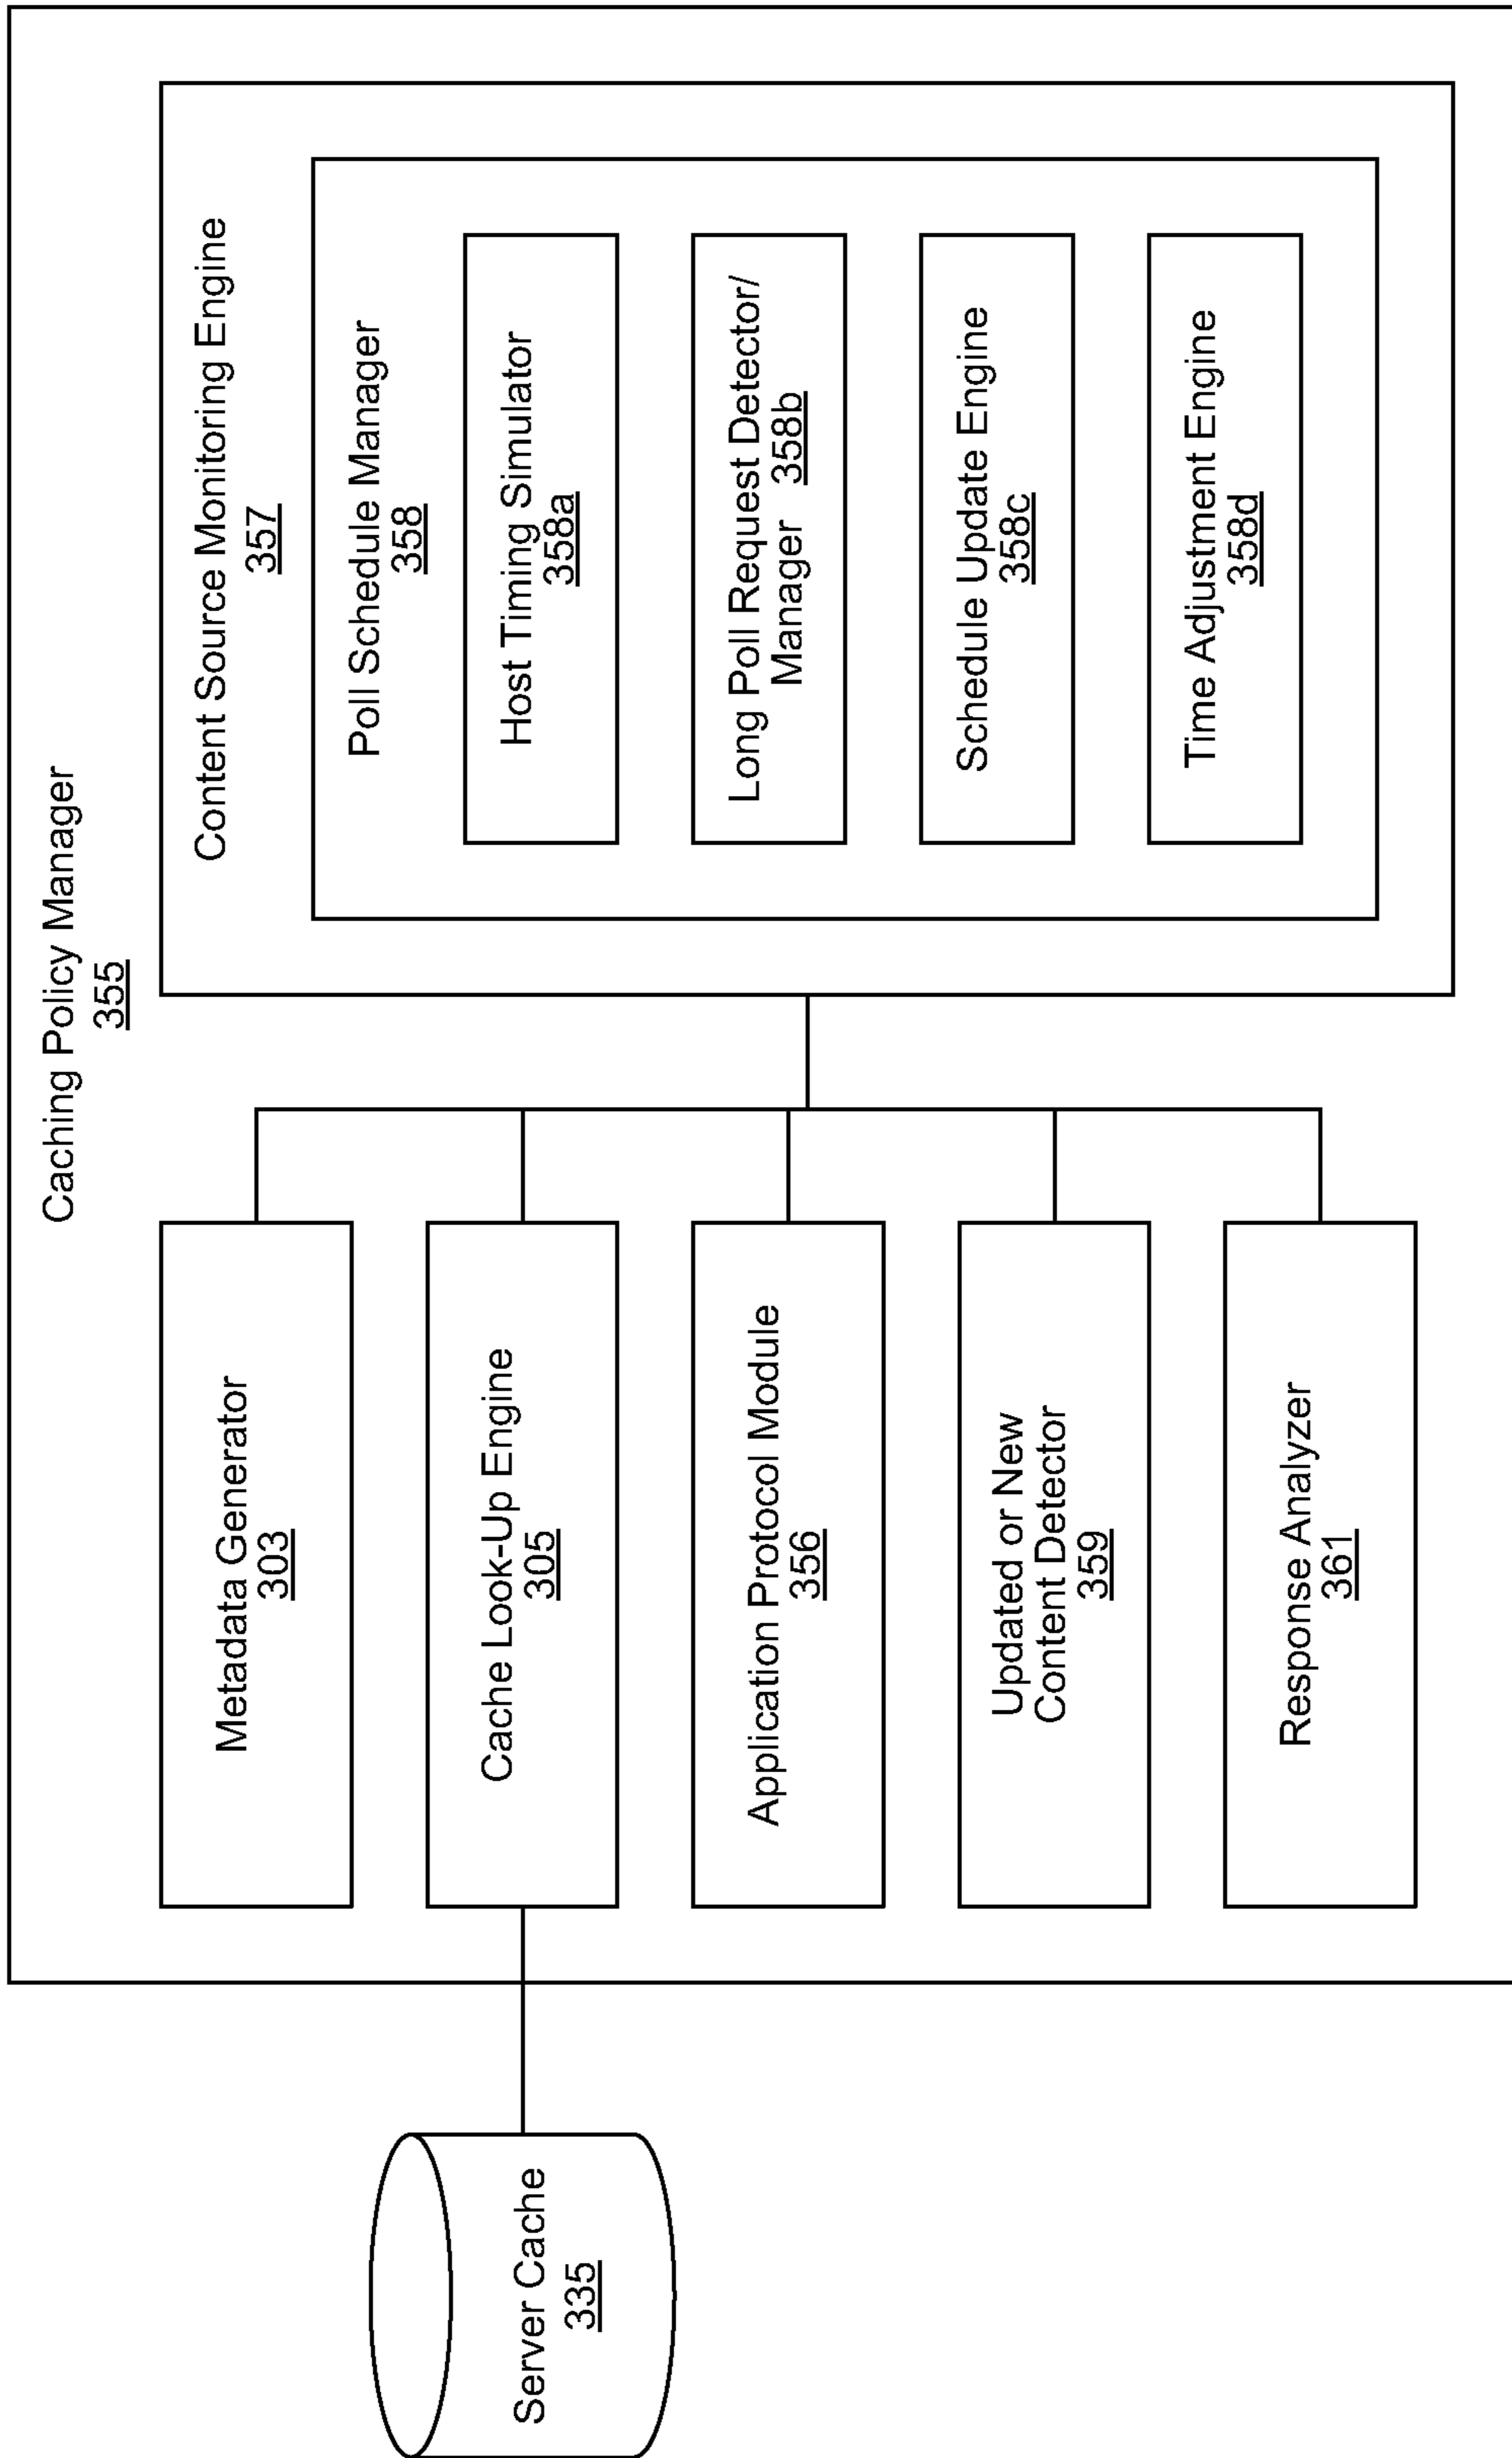 Caching Policy Manager
355
Server Cache
335
Metadata Generator
303
Cache Look-Up Engine
305
Application Protocol Module
356
Updated or New
Content Detector
359
Response Analyzer
361
Content Source Monitoring Engine
357
Poll Schedule Manager
358
Host Timing Simulator
358a
Long Poll Request Detector/
Manager 358b
Schedule Update Engine
358c
Time Adjustment Engine
358d